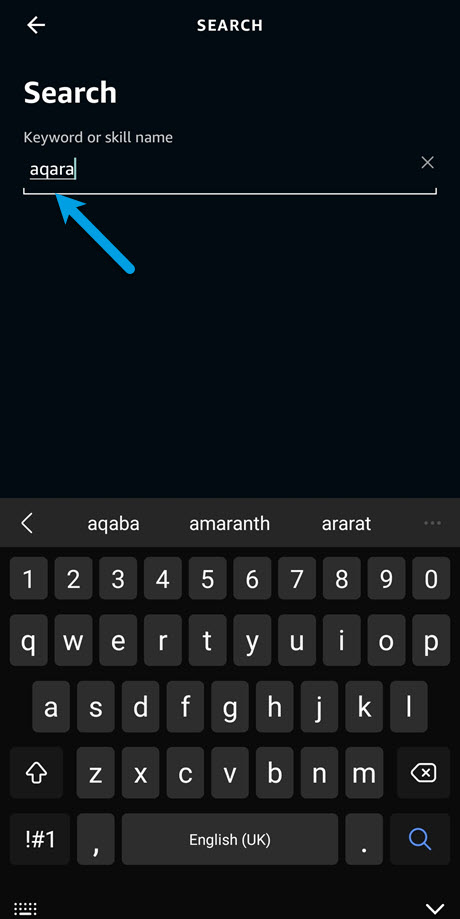 SEARCH
Search
Keyword or skill name
aqara
aqaba amaranth ararat
1 2 3 4 5 6 7 8 9 0
q w e r t y u i o p
a s d f g h j k l
z x c v b n m
!#1 , English (UK) .